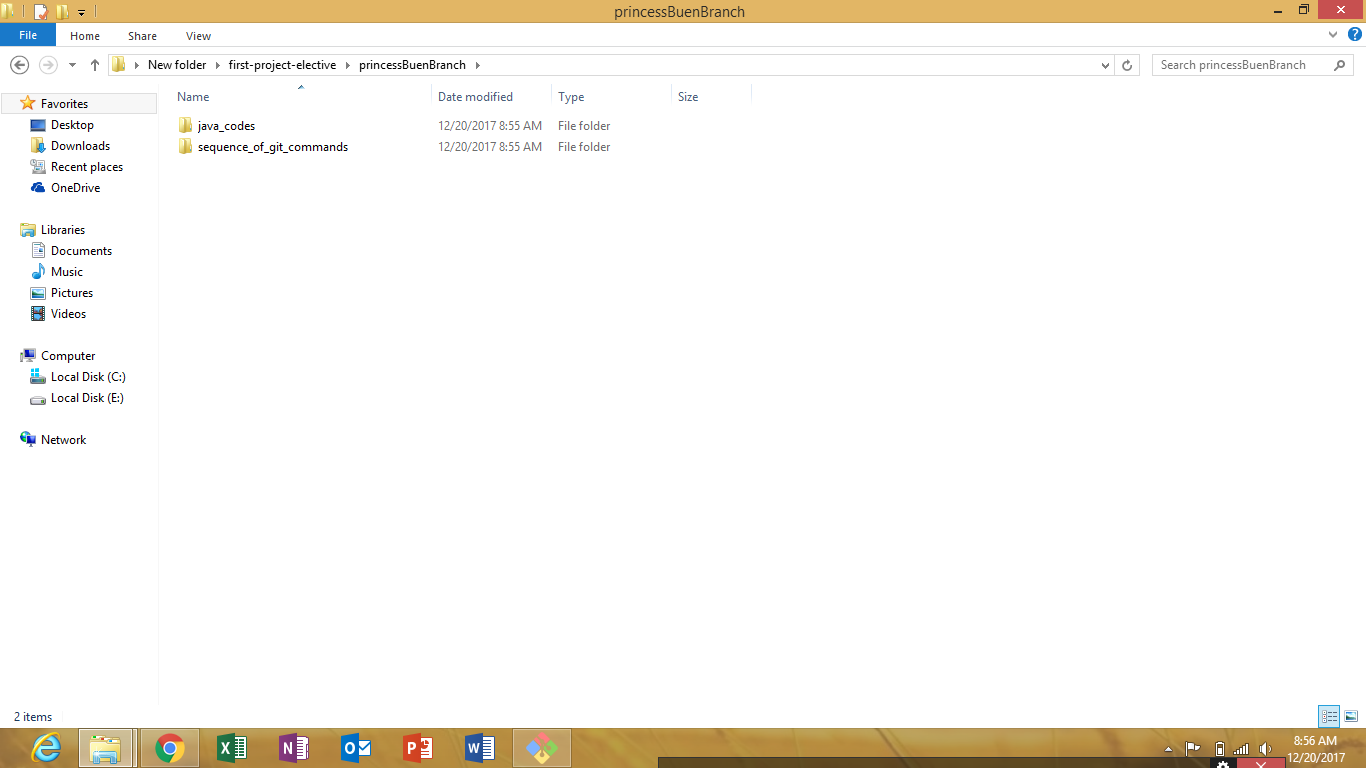 princessBuenBranch
File Home Share View
New folder first-project-elective princessBuenBranch Search princessBuenBranch
Name Date modified Type Size
java_codes 12/20/2017 8:55 AM File folder
sequence_of_git_commands 12/20/2017 8:55 AM File folder
Favorites
Desktop
Downloads
Recent places
OneDrive
Libraries
Documents
Music
Pictures
Videos
Computer
Local Disk (C:)
Local Disk (E:)
Network
2 items
8:56 AM
12/20/2017